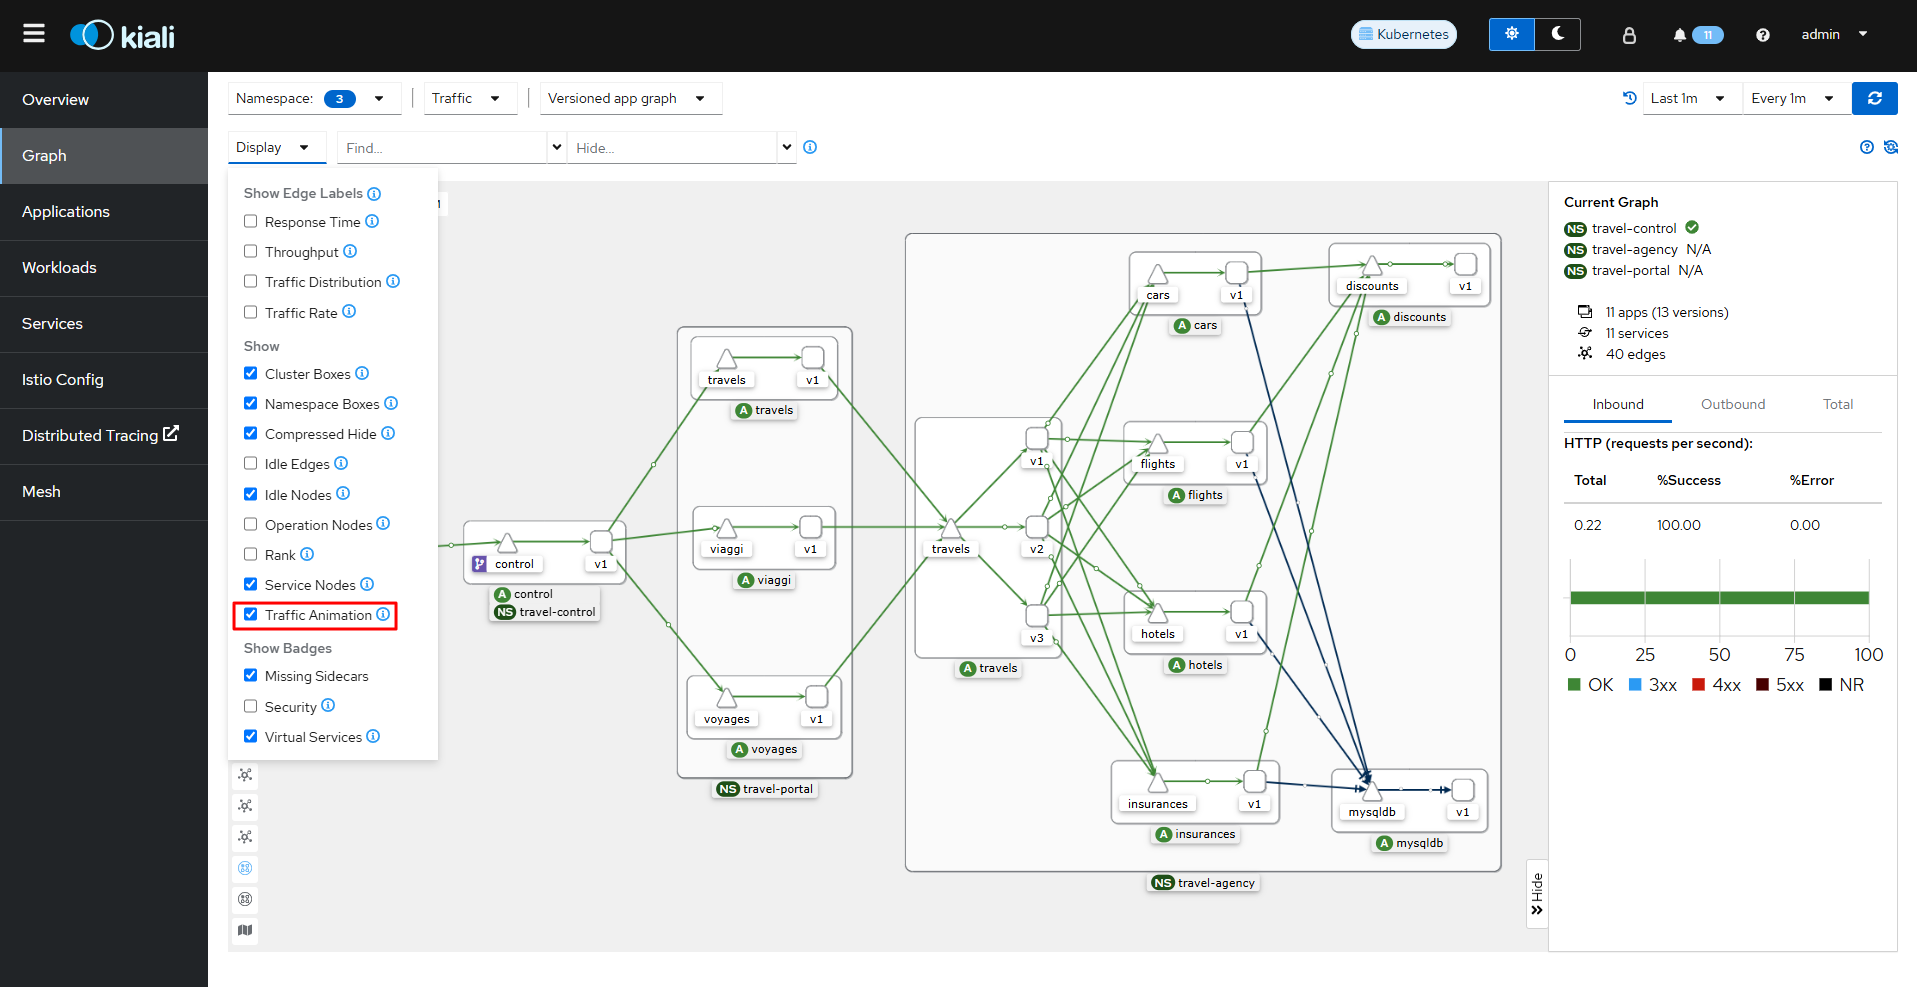 kiali
Kubernetes
11
admin
Overview
Graph
Applications
Workloads
Services
Istio Config
Distributed Tracing
Mesh
Namespace: 3
Traffic
Versioned app graph
Last 1m
Every 1m
Display
Find...
Hide...
Show Edge Labels
Response Time
Throughput
Traffic Distribution
Traffic Rate
Show
Cluster Boxes
Namespace Boxes
Compressed Hide
Idle Edges
Idle Nodes
Operation Nodes
Rank
Service Nodes
Traffic Animation
Show Badges
Missing Sidecars
Security
Virtual Services
control
v1
A control
NS travel-control
travels
v1
A travels
viaggi
v1
A viaggi
voyages
v1
A voyages
NS travel-portal
travels
v1
v2
v3
A travels
cars
v1
A cars
discounts
v1
A discounts
flights
v1
A flights
hotels
v1
A hotels
insurances
v1
A insurances
mysqldb
v1
A mysqldb
NS travel-agency
Hide
Current Graph
NS travel-control
NS travel-agency N/A
NS travel-portal N/A
11 apps (13 versions)
11 services
40 edges
Inbound
Outbound
Total
HTTP (requests per second):
Total %Success %Error
0.22 100.00 0.00
0 25 50 75 100
OK 3xx 4xx 5xx NR